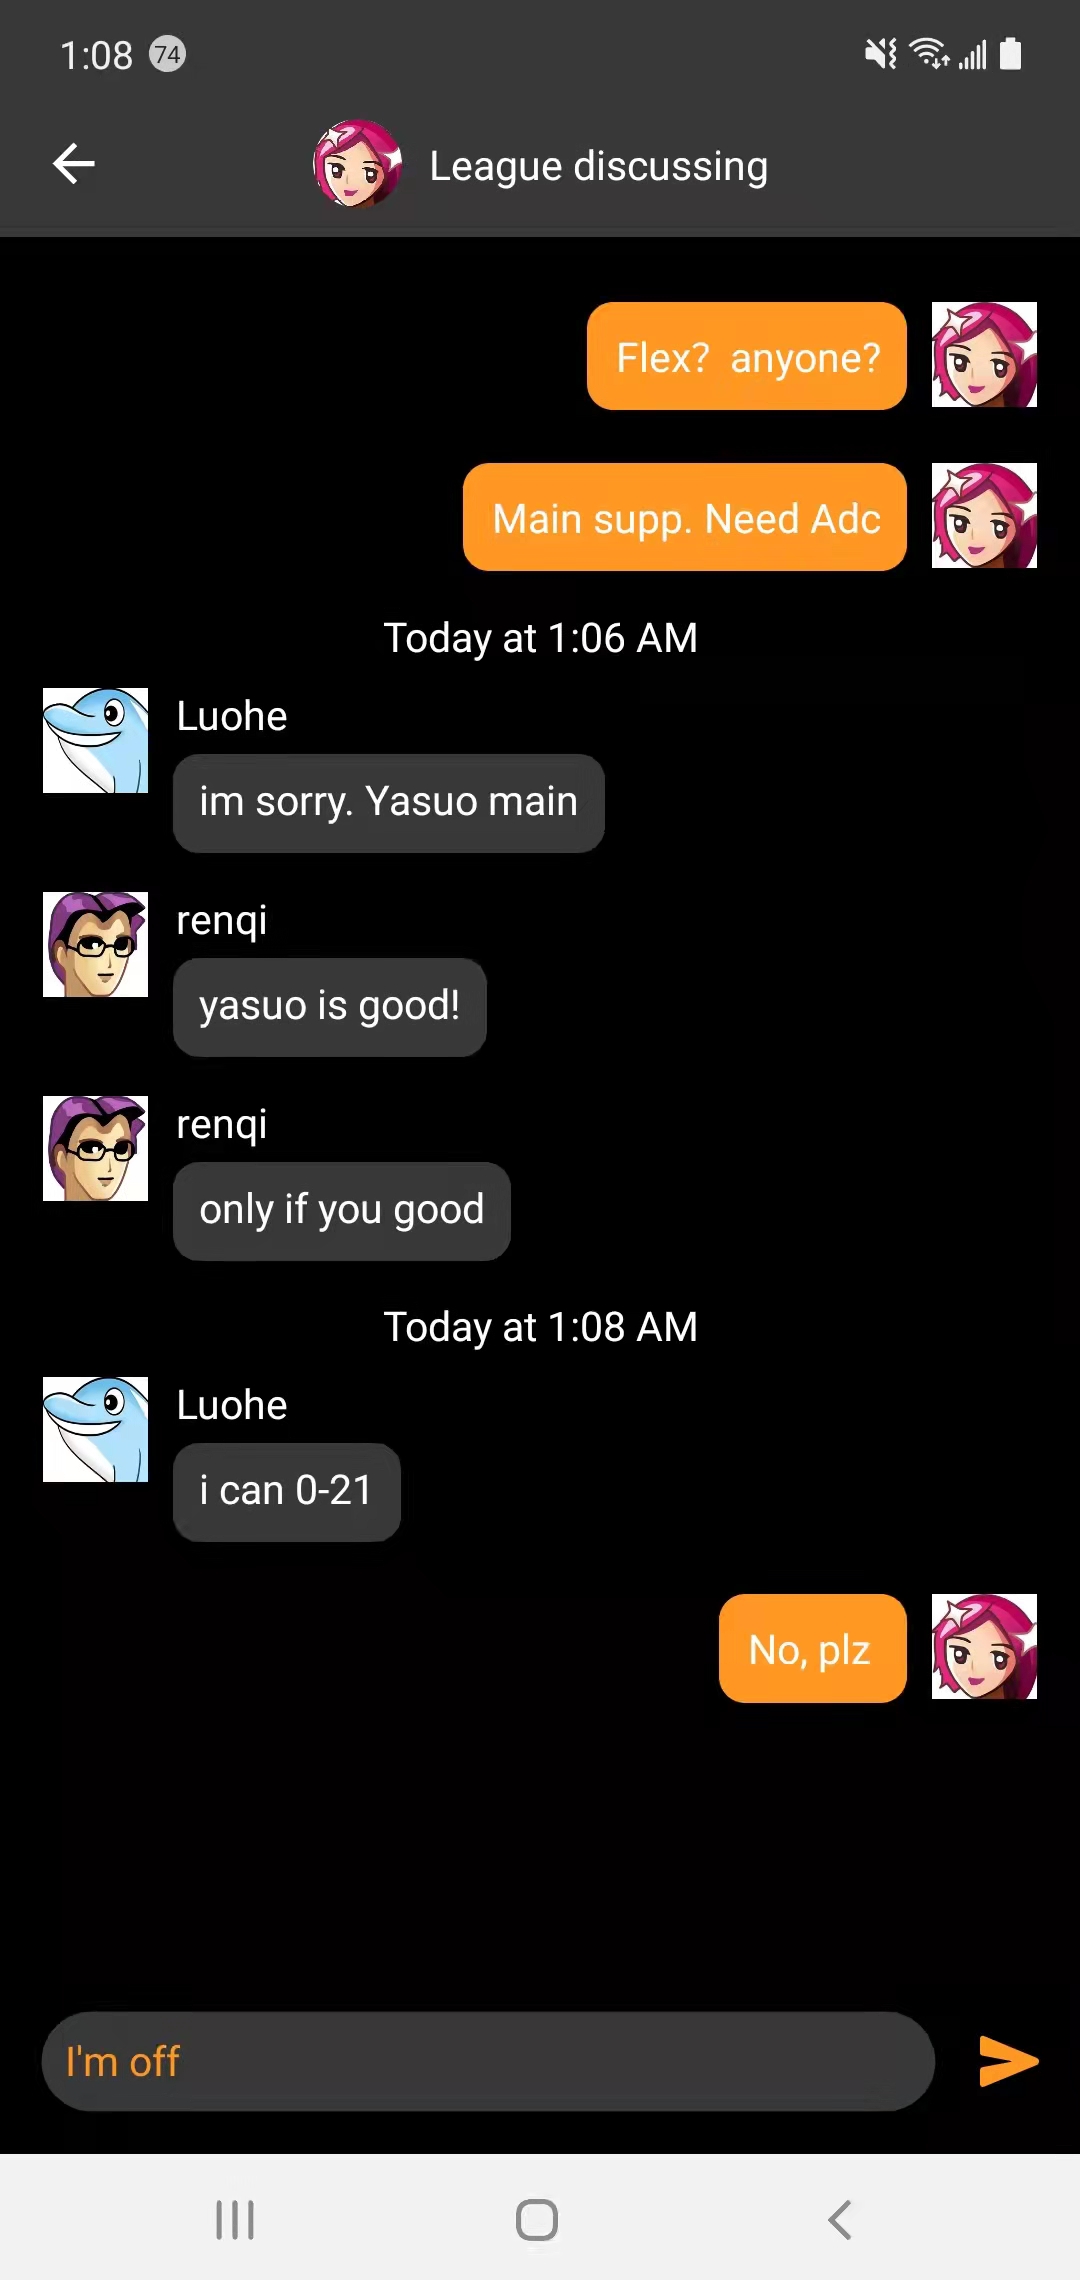 1:08 74
League discussing
Flex?  anyone?
Main supp. Need Adc
Today at 1:06 AM
Luohe
im sorry. Yasuo main
renqi
yasuo is good!
renqi
only if you good
Today at 1:08 AM
Luohe
i can 0-21
No, plz
I'm off